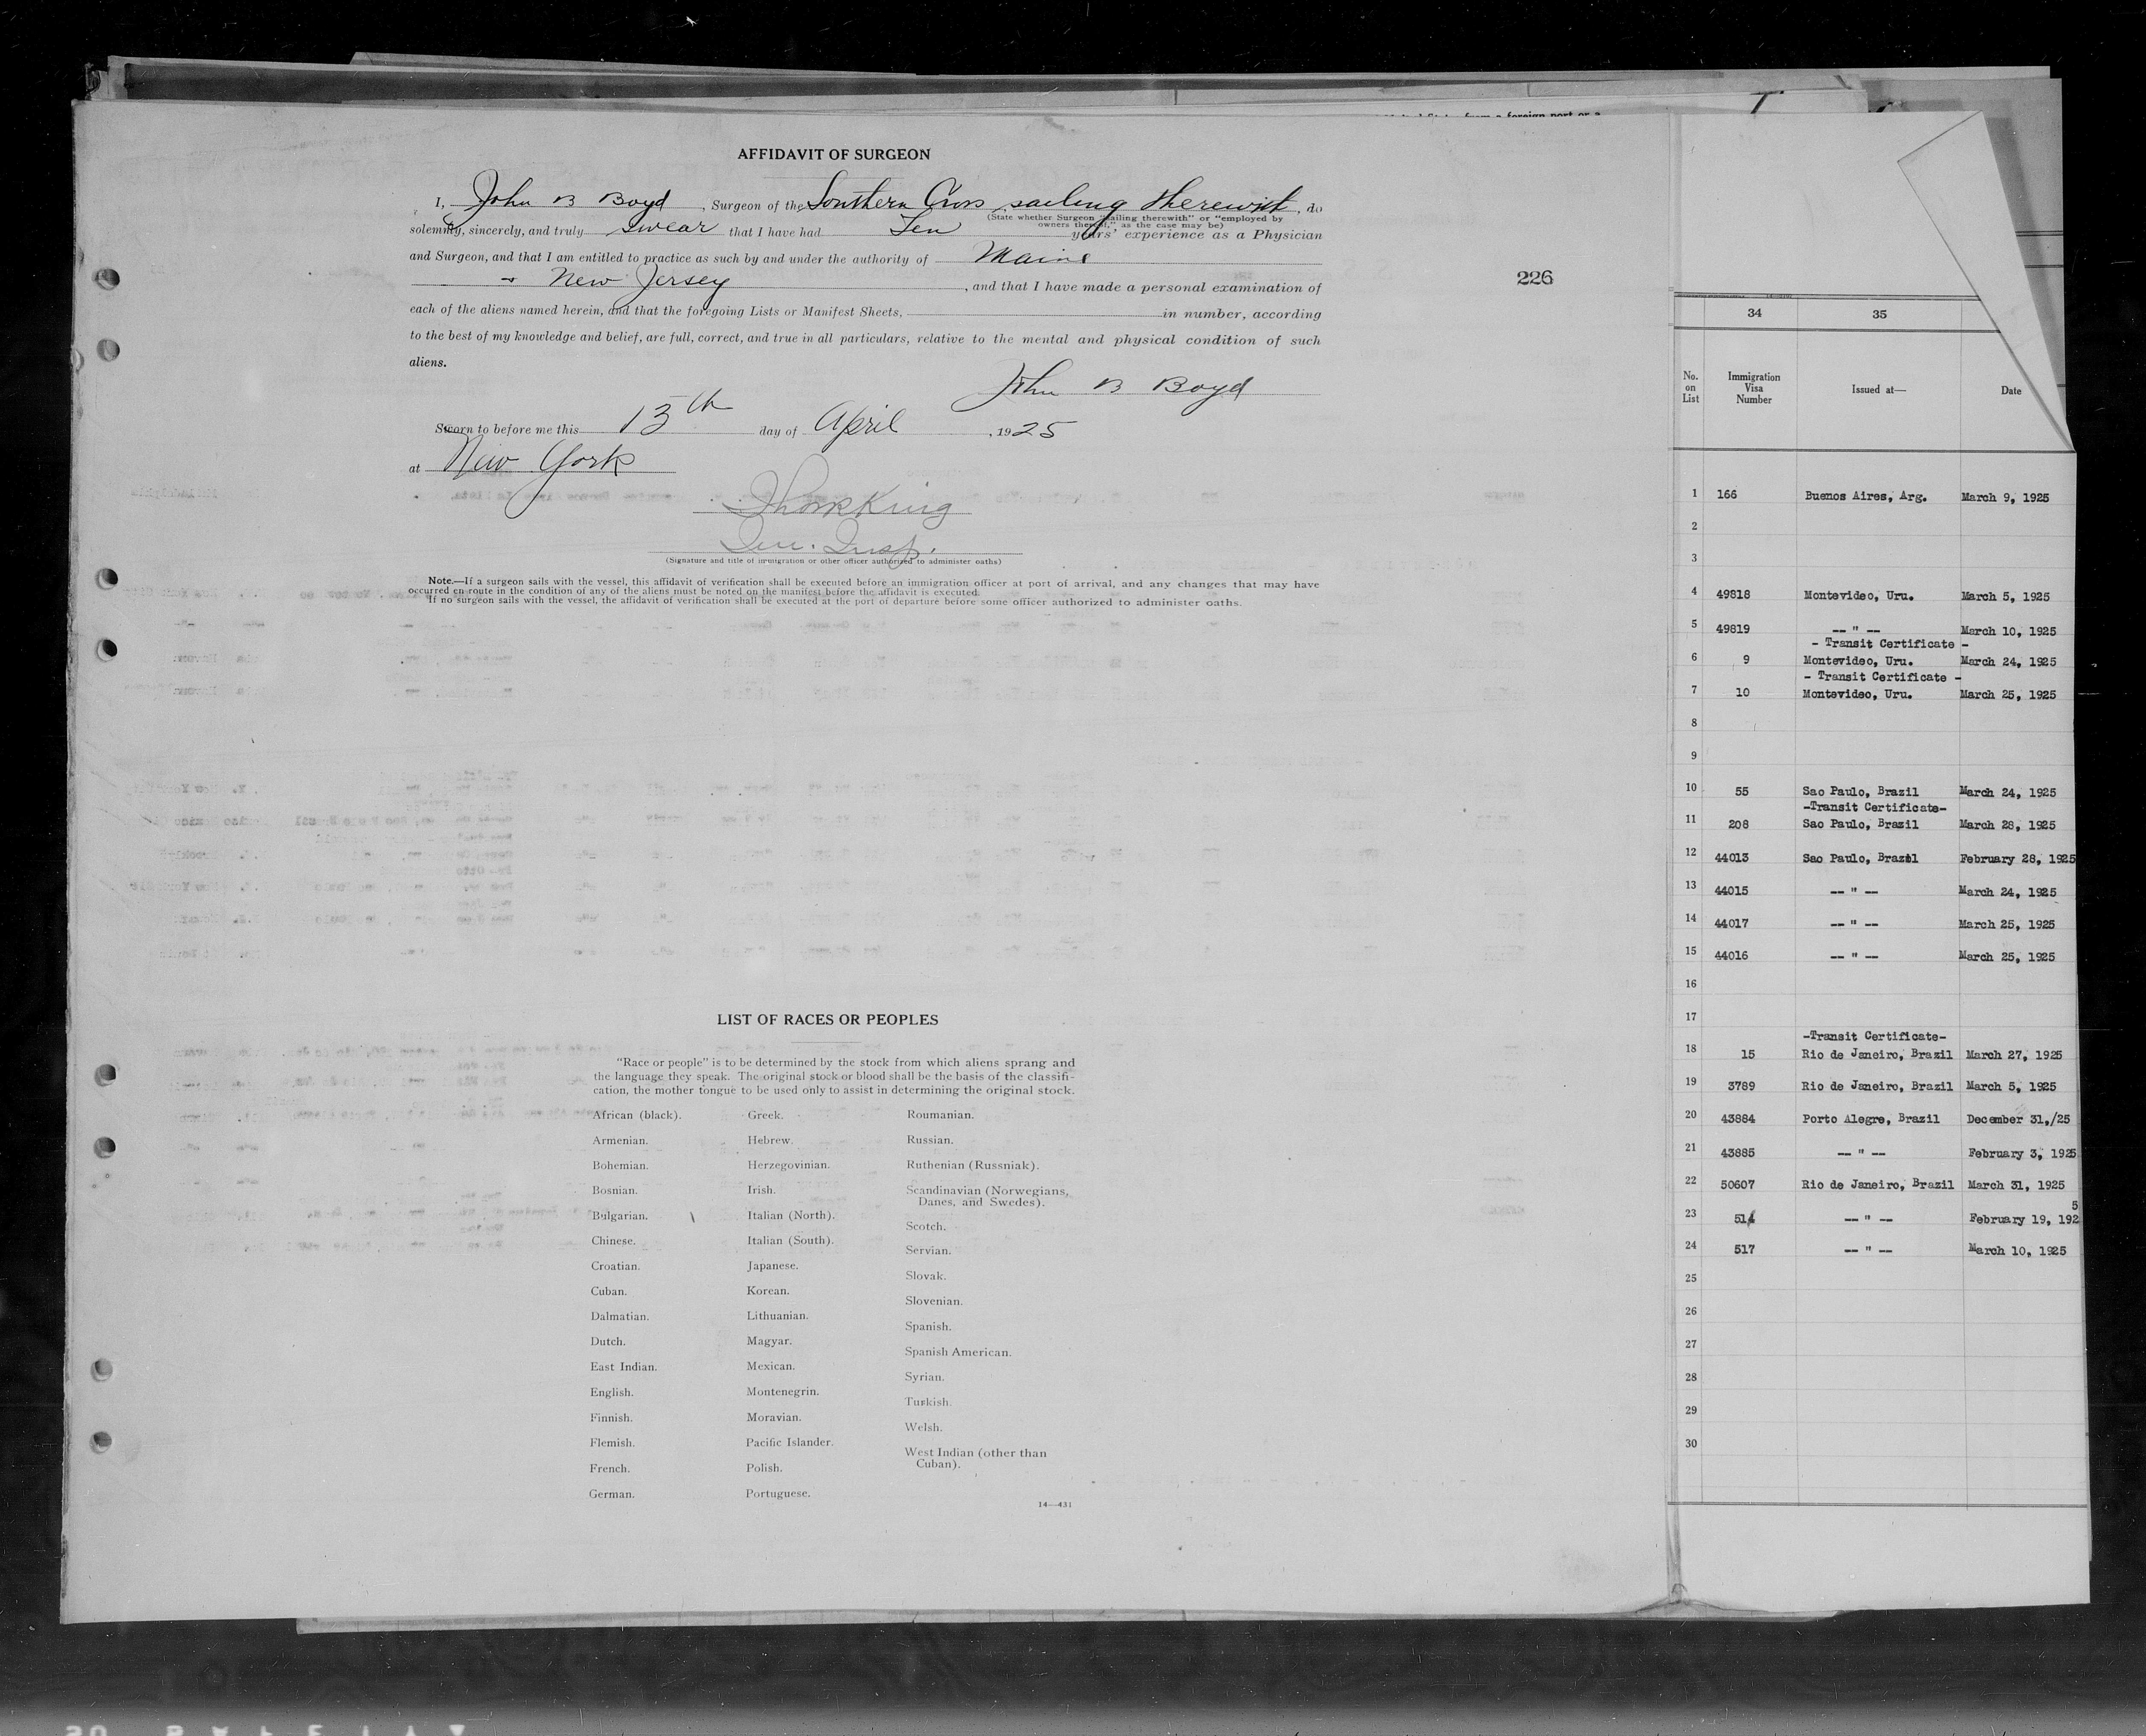 AFFIDAVIT OF SURGEON
I, John B Boyd, Surgeon of the Southern Cross sailing therewith, do
(State whether Surgeon "sailing therewith" or "employed by
owners thereof," as the case may be)
solemnly, sincerely, and truly swear that I have had Ten years' experience as a Physician
and Surgeon, and that I am entitled to practice as such by and under the authority of Maine
New Jersey, and that I have made a personal examination of
each of the aliens named herein, and that the foregoing Lists or Manifest Sheets, in number, according
to the best of my knowledge and belief, are full, correct, and true in all particulars, relative to the mental and physical condition of such
aliens.
John B Boyd
Sworn to before me this 13th day of April, 1925
at New York
(Signature and title of immigration or other officer authorized to administer oaths)
Note.—If a surgeon sails with the vessel, this affidavit of verification shall be executed before an immigration officer at port of arrival, and any changes that may have
occurred en route in the condition of any of the aliens must be noted on the manifest before the affidavit is executed.
If no surgeon sails with the vessel, the affidavit of verification shall be executed at the port of departure before some officer authorized to administer oaths.
226
LIST OF RACES OR PEOPLES
"Race or people" is to be determined by the stock from which aliens sprang and
the language they speak. The original stock or blood shall be the basis of the classifi-
cation, the mother tongue to be used only to assist in determining the original stock.
African (black).
Armenian.
Bohemian.
Bosnian.
Bulgarian.
Chinese.
Croatian.
Cuban.
Dalmatian.
Dutch.
East Indian.
English.
Finnish.
Flemish.
French.
German.
Greek.
Hebrew.
Herzegovinian.
Irish.
Italian (North).
Italian (South).
Japanese.
Korean.
Lithuanian.
Magyar.
Mexican.
Montenegrin.
Moravian.
Pacific Islander.
Polish.
Portuguese.
Roumanian.
Russian.
Ruthenian (Russniak).
Scandinavian (Norwegians,
Danes, and Swedes).
Scotch.
Servian.
Slovak.
Slovenian.
Spanish.
Spanish American.
Syrian.
Turkish.
Welsh.
West Indian (other than
Cuban).
14—431
34 35
No. on List Immigration Visa Number Issued at— Date
1 166 Buenos Aires, Arg. March 9, 1925
2
3
4 49818 Montevideo, Uru. March 5, 1925
5 49819 -- " -- March 10, 1925
- Transit Certificate -
6 9 Montevideo, Uru. March 24, 1925
- Transit Certificate -
7 10 Montevideo, Uru. March 25, 1925
8
9
10 55 Sao Paulo, Brazil March 24, 1925
-Transit Certificate-
11 208 Sao Paulo, Brazil March 28, 1925
12 44013 Sao Paulo, Brazil February 28, 1925
13 44015 -- " -- March 24, 1925
14 44017 -- " -- March 25, 1925
15 44016 -- " -- March 25, 1925
16
17
-Transit Certificate-
18 15 Rio de Janeiro, Brazil March 27, 1925
19 3789 Rio de Janeiro, Brazil March 5, 1925
20 43884 Porto Alegre, Brazil December 31,/25
21 43885 -- " -- February 3, 1925
22 50607 Rio de Janeiro, Brazil March 31, 1925
23 514 -- " -- February 19, 1925
24 517 -- " -- March 10, 1925
25
26
27
28
29
30